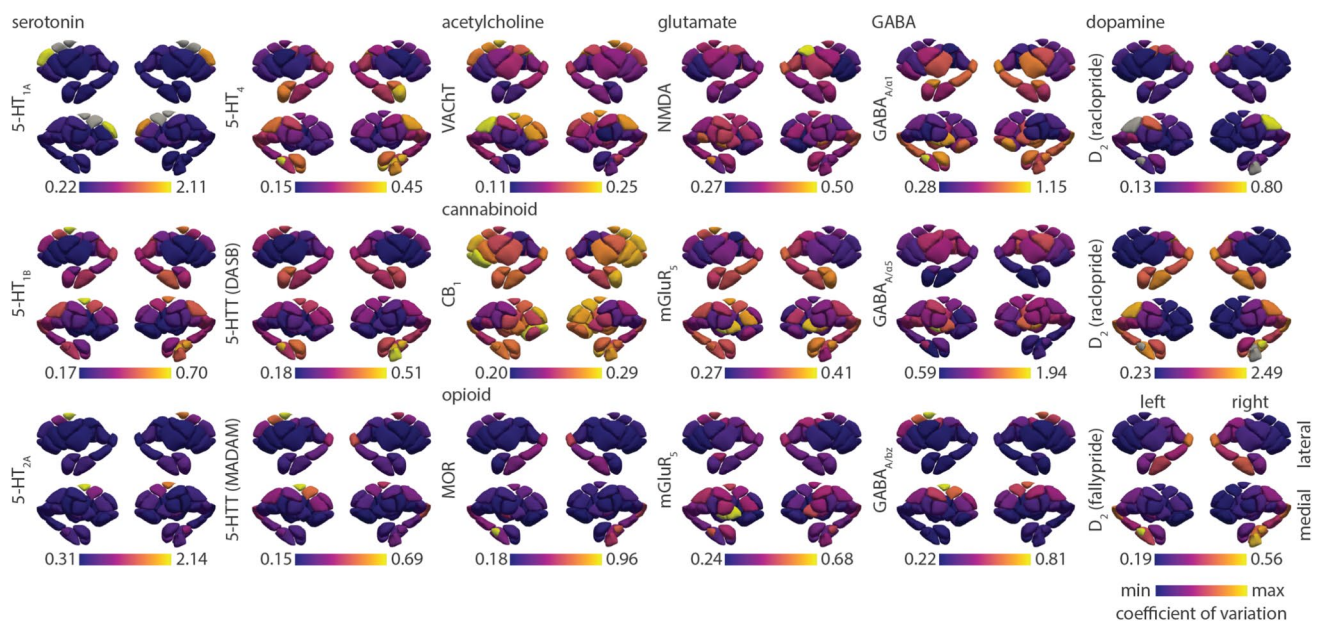 serotonin
acetylcholine
glutamate
GABA
dopamine
5-HT1A
5-HT4
VAChT
NMDA
GABAA/α1
D2 (raclopride)
0.22 2.11
0.15 0.45
0.11 0.25
0.27 0.50
0.28 1.15
0.13 0.80
cannabinoid
5-HT1B
5-HTT (DASB)
CB1
mGluR5
GABAA/α5
D2 (raclopride)
0.17 0.70
0.18 0.51
0.20 0.29
0.27 0.41
0.59 1.94
0.23 2.49
opioid
left right
5-HT2A
5-HTT (MADAM)
MOR
mGluR5
GABAA/bz
D2 (fallypride)
lateral
medial
0.31 2.14
0.15 0.69
0.18 0.96
0.24 0.68
0.22 0.81
0.19 0.56
min max
coefficient of variation